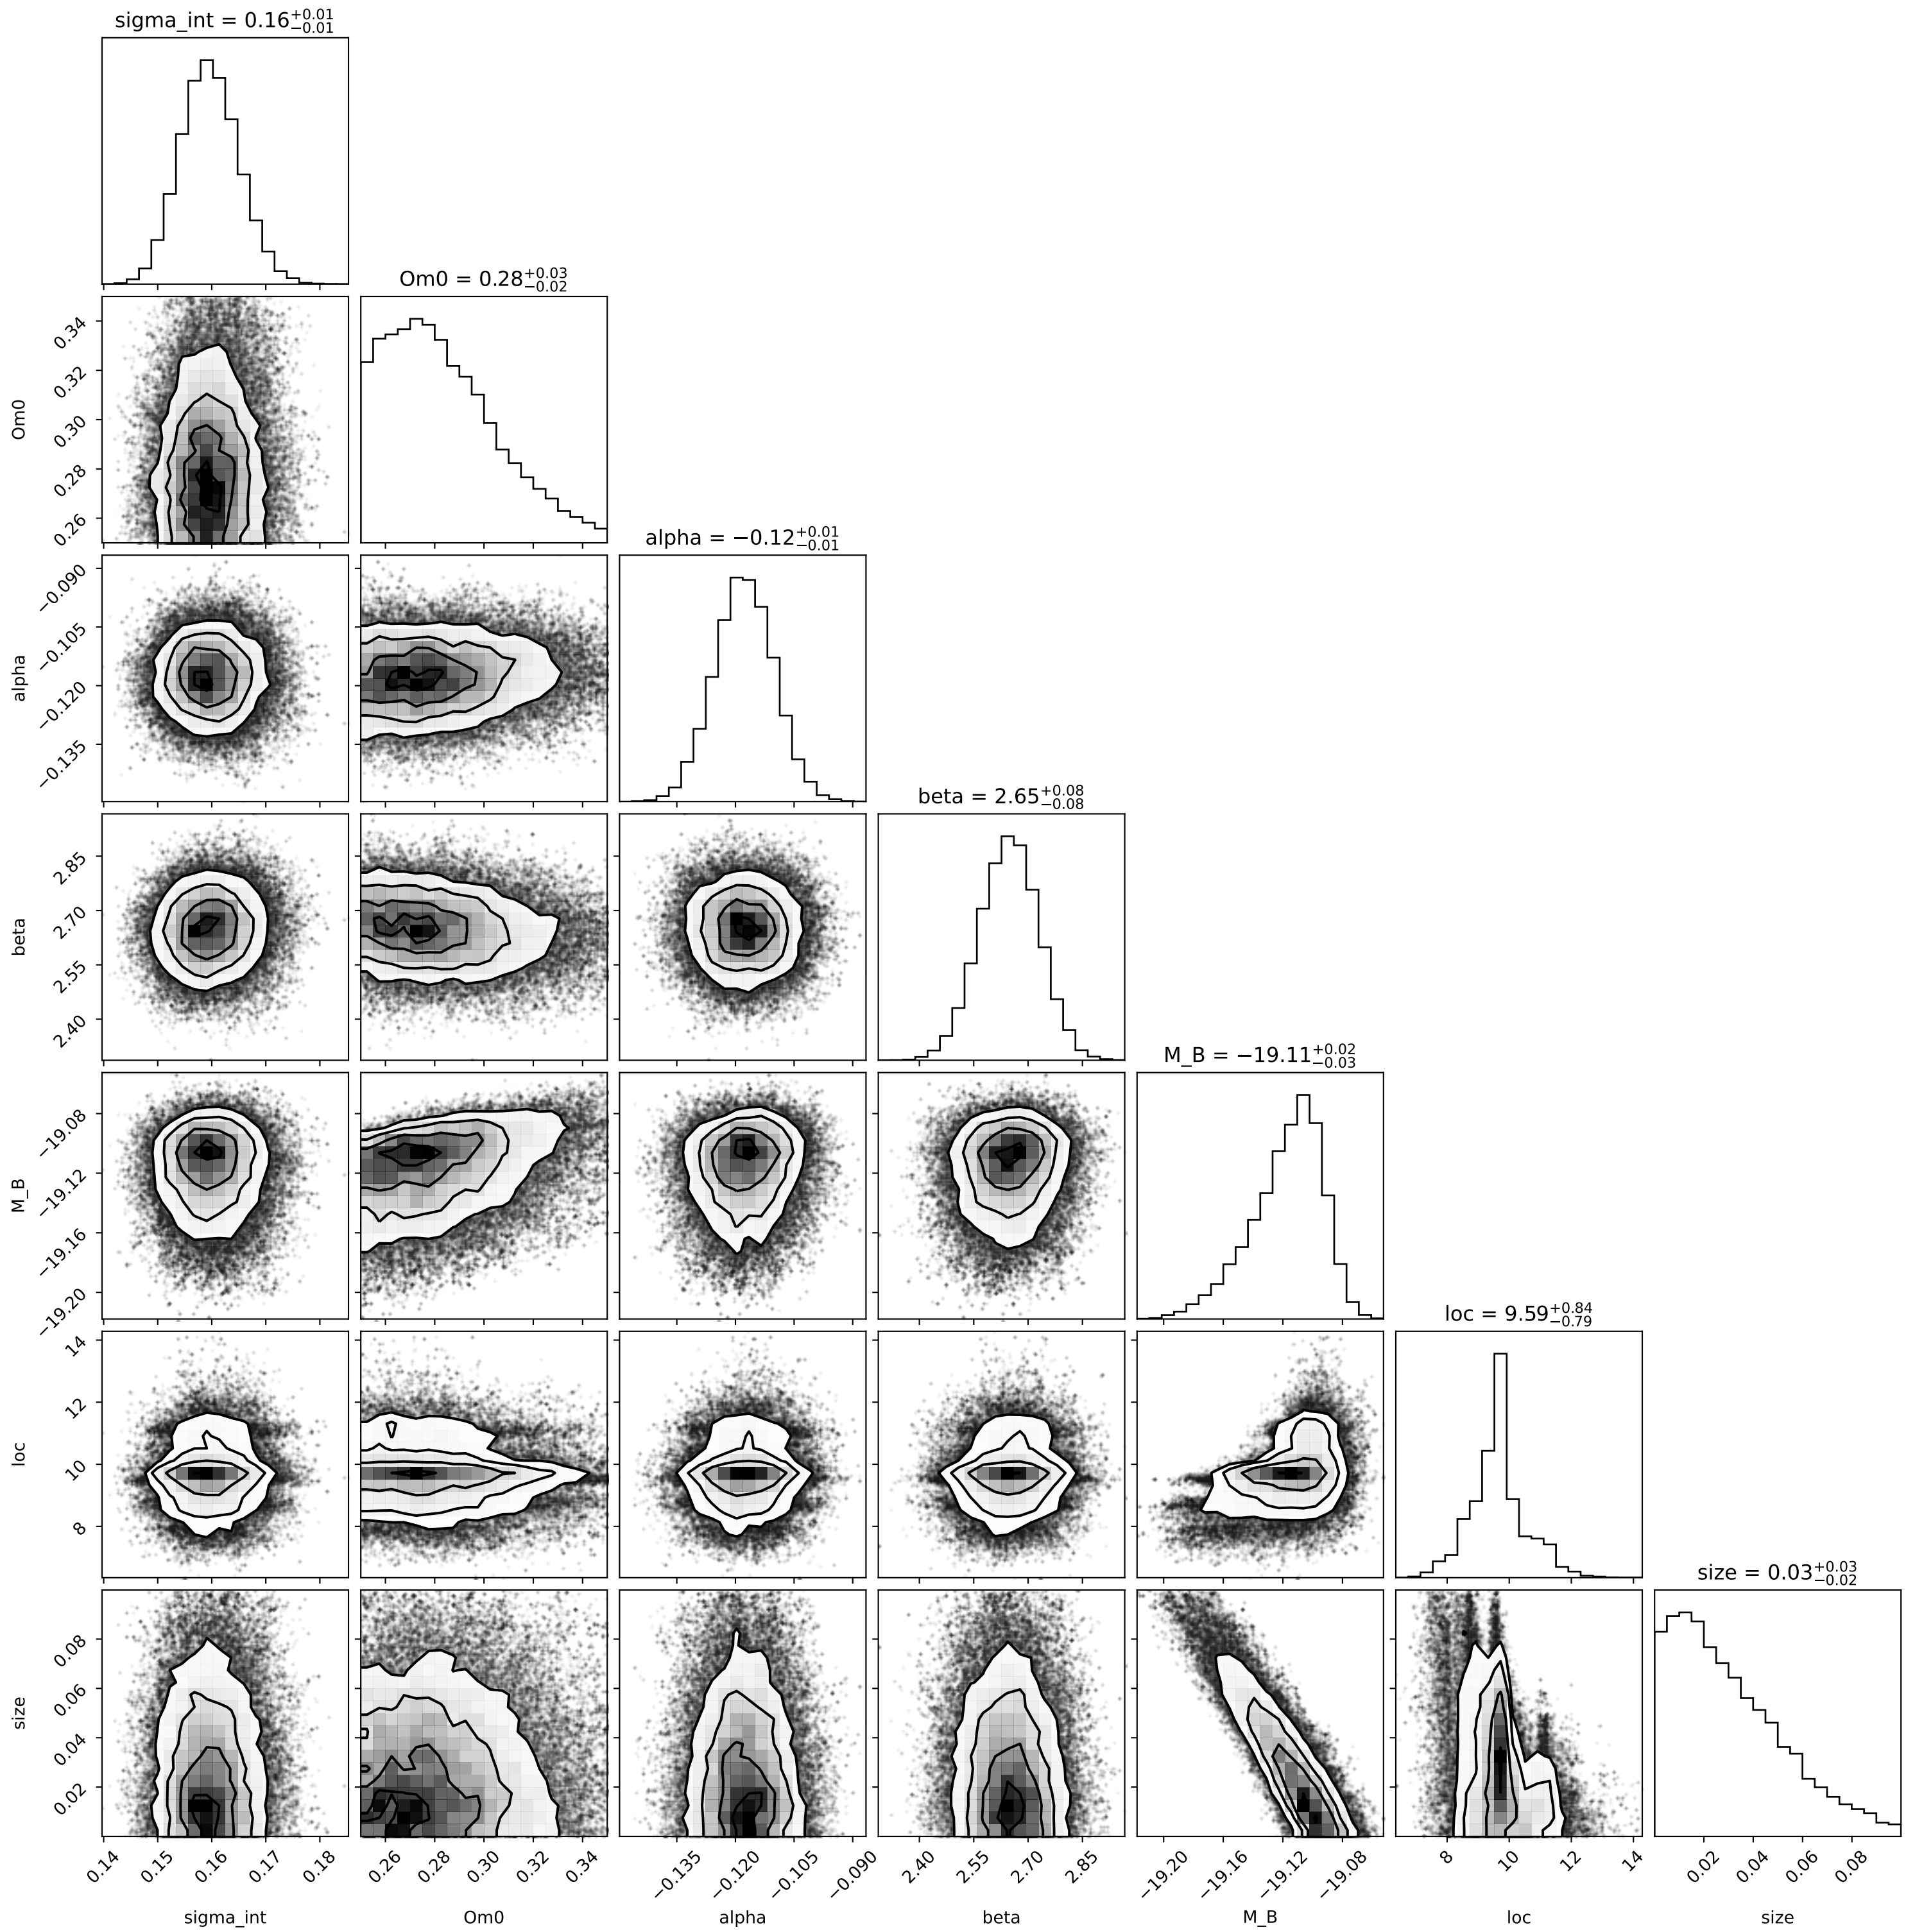 sigma_int = 0.16 +0.01 −0.01
Om0 = 0.28 +0.03 −0.02
0.34
0.32
0.30
0.28
0.26
Om0
alpha = −0.12 +0.01 −0.01
−0.090
−0.105
−0.120
−0.135
alpha
beta = 2.65 +0.08 −0.08
2.85
2.70
2.55
2.40
beta
M_B = −19.11 +0.02 −0.03
−19.08
−19.12
−19.16
−19.20
M_B
loc = 9.59 +0.84 −0.79
14
12
10
8
loc
size = 0.03 +0.03 −0.02
0.08
0.06
0.04
0.02
size
0.14 0.15 0.16 0.17 0.18
0.26 0.28 0.30 0.32 0.34
−0.135 −0.120 −0.105 −0.090
2.40 2.55 2.70 2.85
−19.20 −19.16 −19.12 −19.08
8 10 12 14
0.02 0.04 0.06 0.08
sigma_int Om0 alpha beta M_B loc size